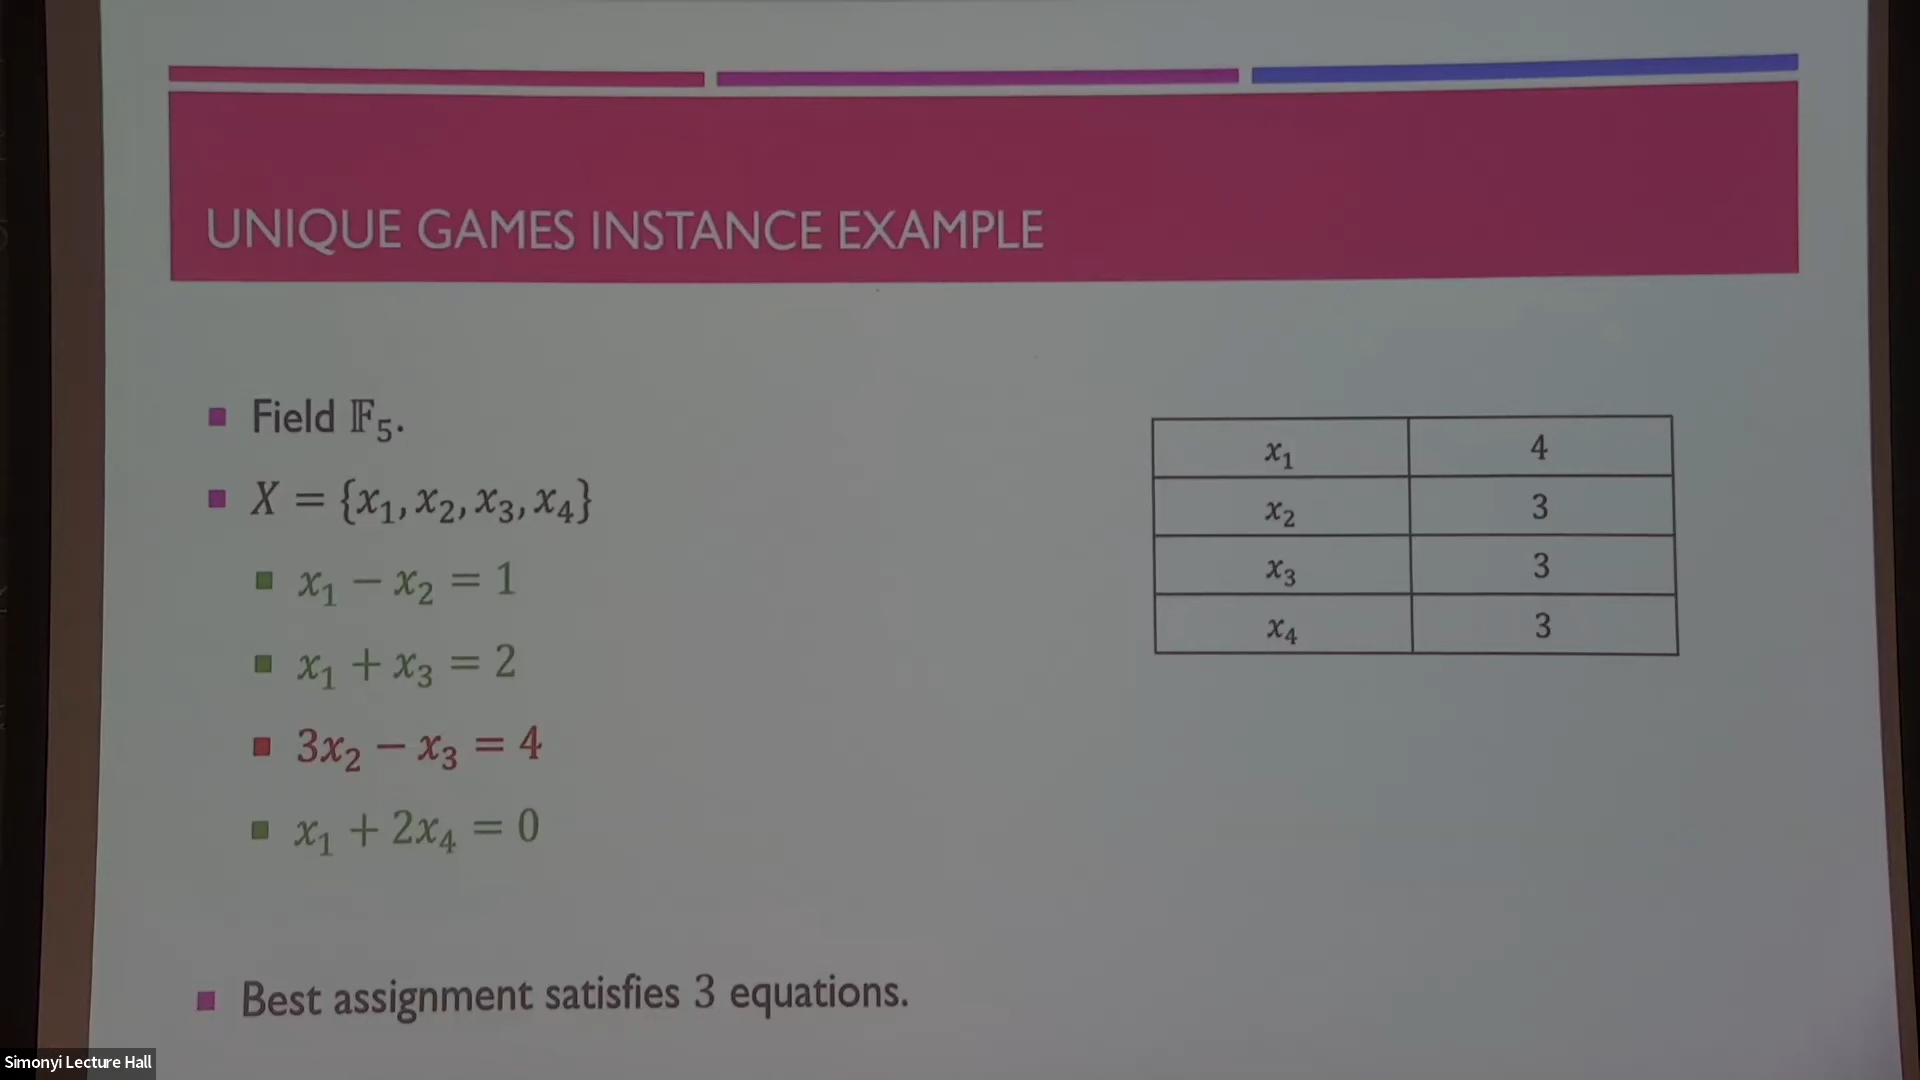 UNIQUE GAMES INSTANCE EXAMPLE
Field 𝔽₅.
X = {x₁, x₂, x₃, x₄}
x₁ − x₂ = 1
x₁ + x₃ = 2
3x₂ − x₃ = 4
x₁ + 2x₄ = 0
Best assignment satisfies 3 equations.
x₁ 4
x₂ 3
x₃ 3
x₄ 3
Simonyi Lecture Hall